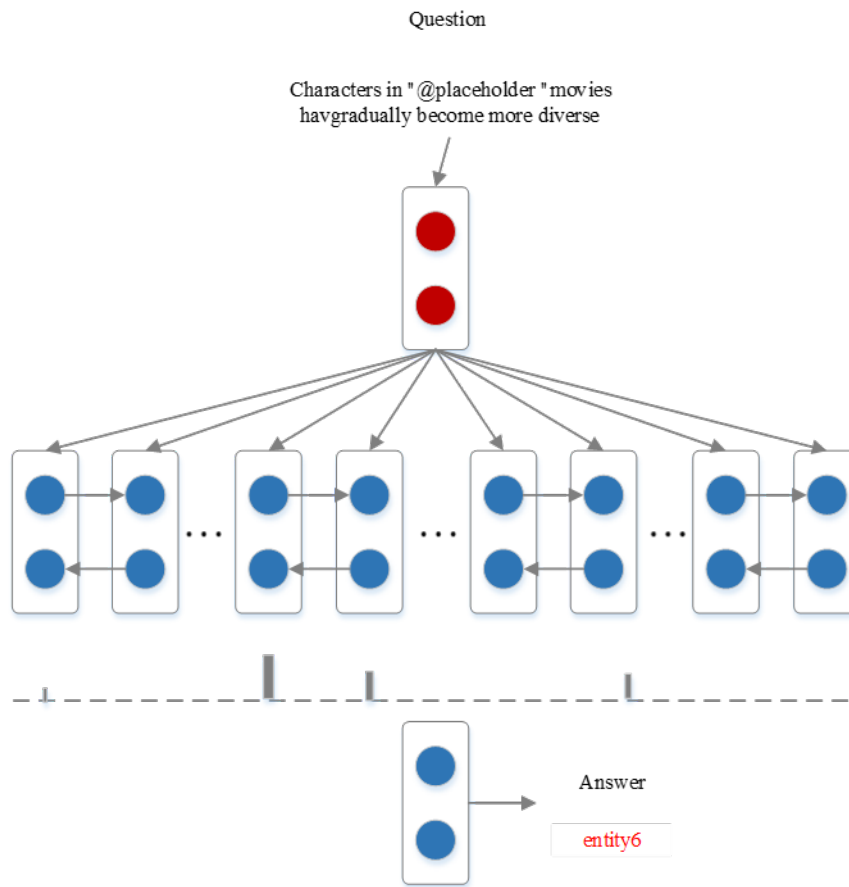 Question
Characters in "@placeholder "movies
havgradually become more diverse
...
...
...
Answer
entity6